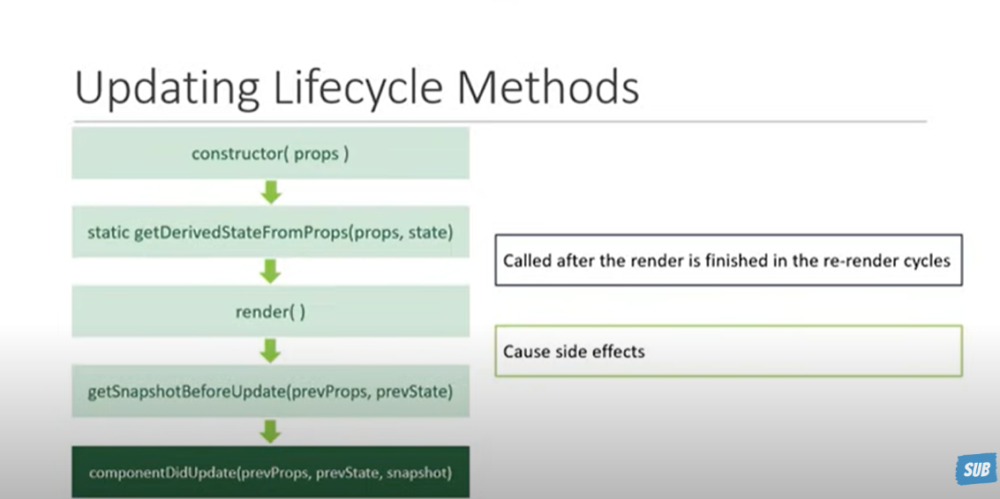 Updating Lifecycle Methods
constructor( props )
static getDerivedStateFromProps(props, state)
Called after the render is finished in the re-render cycles
render( )
Cause side effects
getSnapshotBeforeUpdate(prevProps, prevState)
componentDidUpdate(prevProps, prevState, snapshot)
SUB